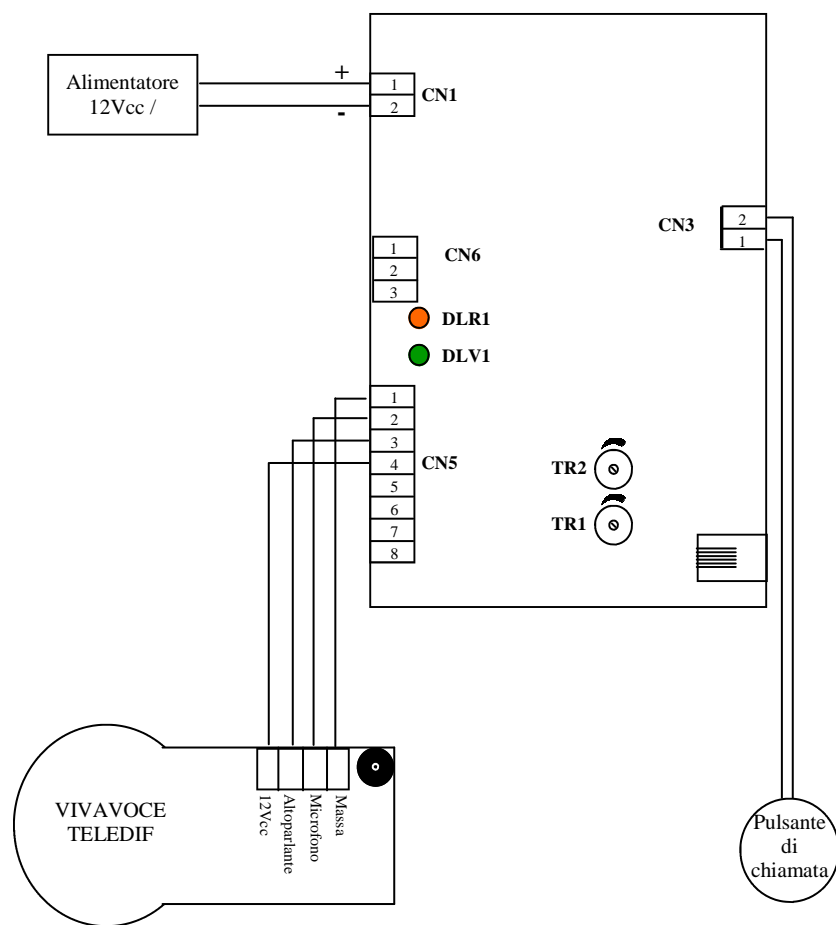 Alimentatore
12Vcc /
+
-
1
2
CN1
CN3
2
1
1
2
3
CN6
DLR1
DLV1
1
2
3
4
5
6
7
8
CN5
TR2
TR1
VIVAVOCE
TELEDIF
12Vcc
Altoparlante
Microfono
Massa
Pulsante
di
chiamata